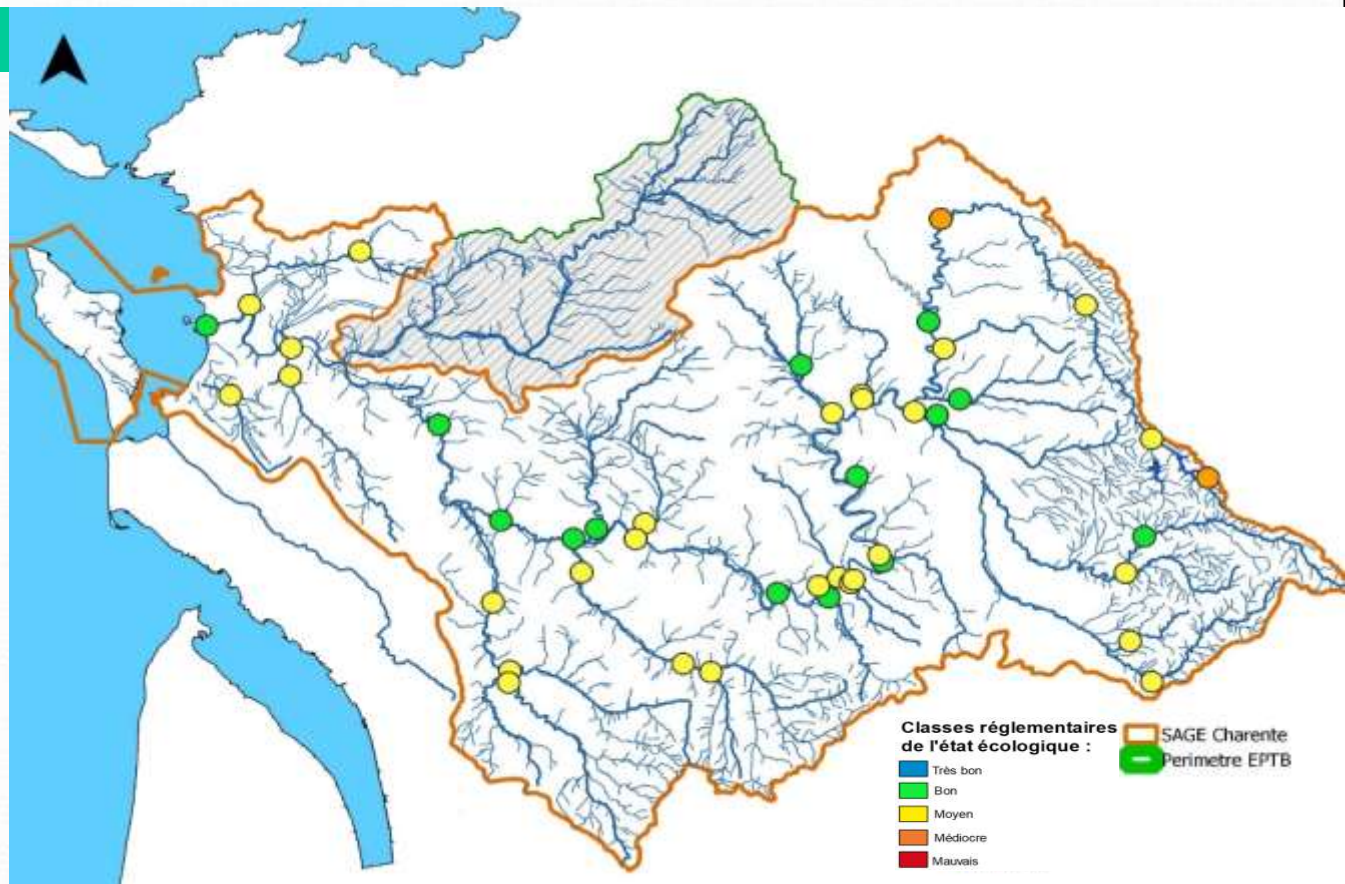 Classes réglementaires
de l'état écologique :
Très bon
Bon
Moyen
Médiocre
Mauvais
SAGE Charente
Perimetre EPTB